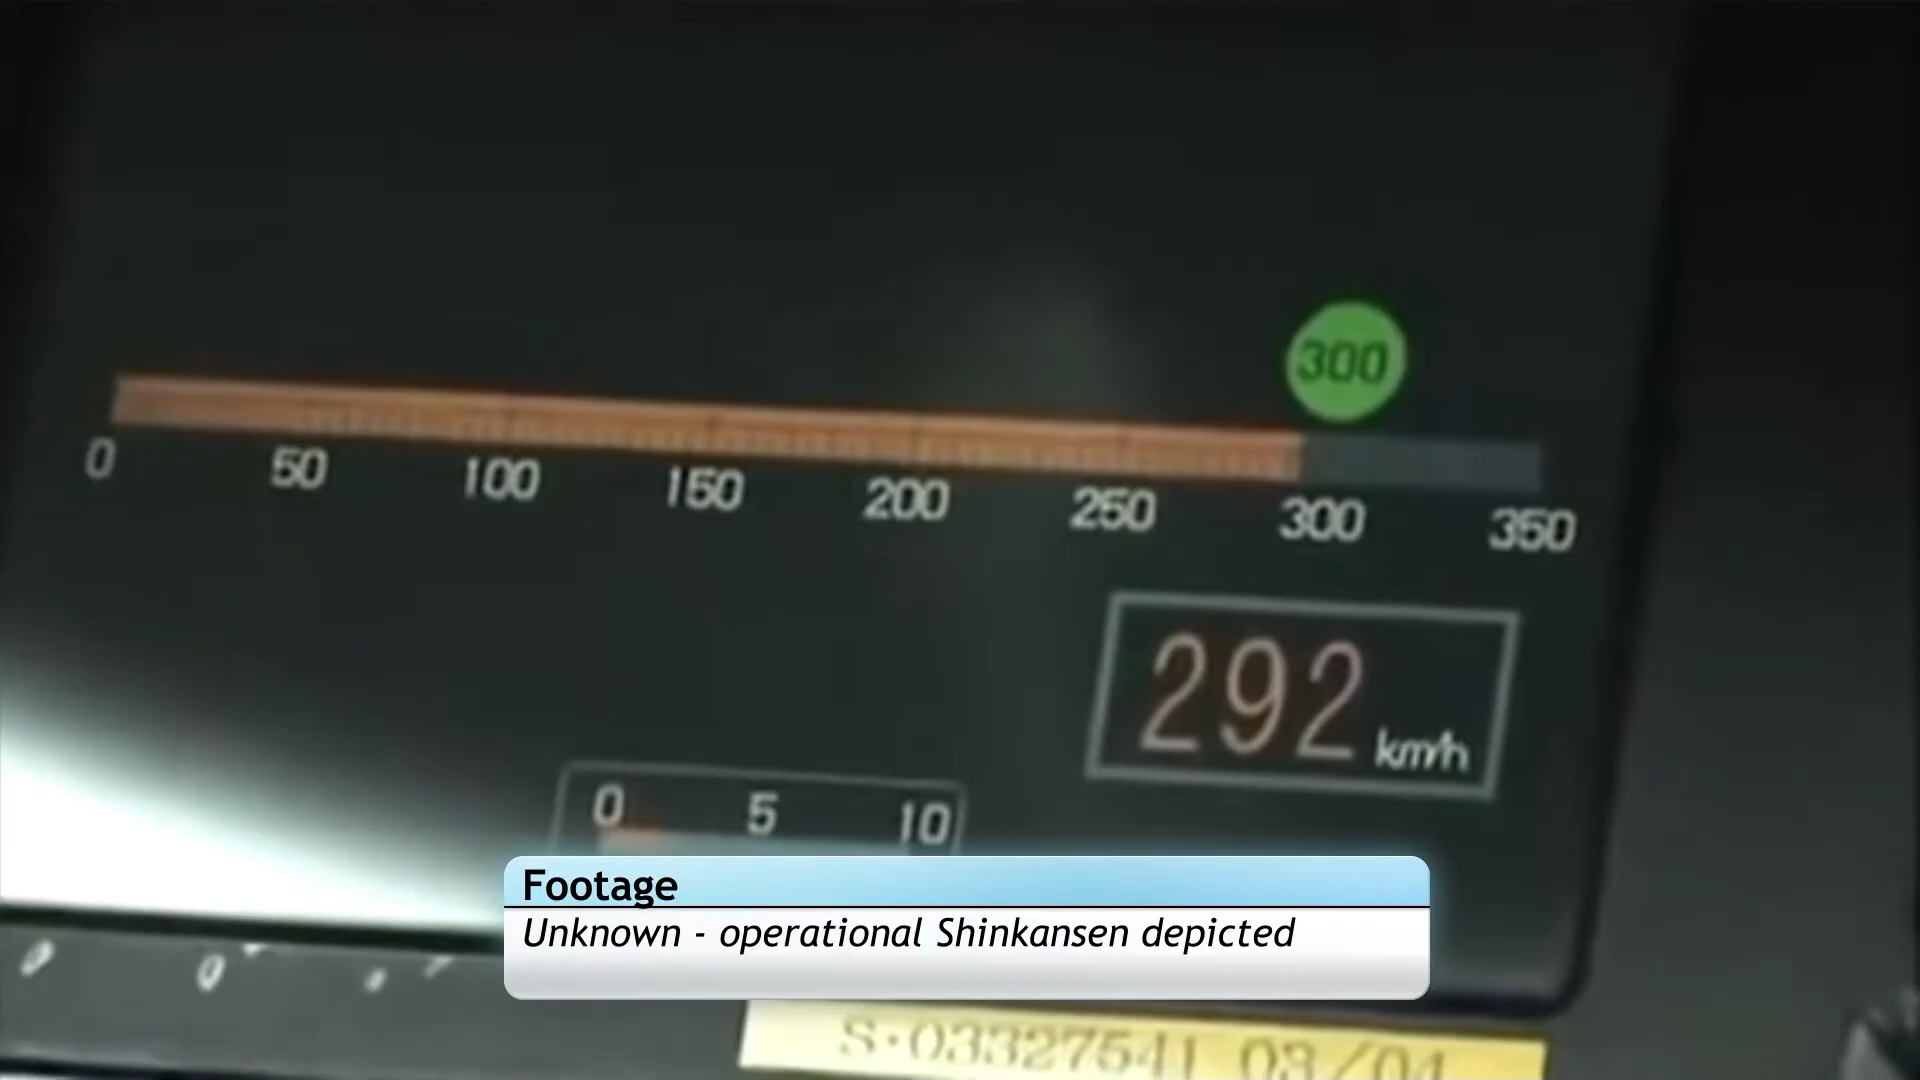 300
0 50 100 150 200 250 300 350
292 km/h
0 5 10
Footage
Unknown - operational Shinkansen depicted
S·03327541 03/04